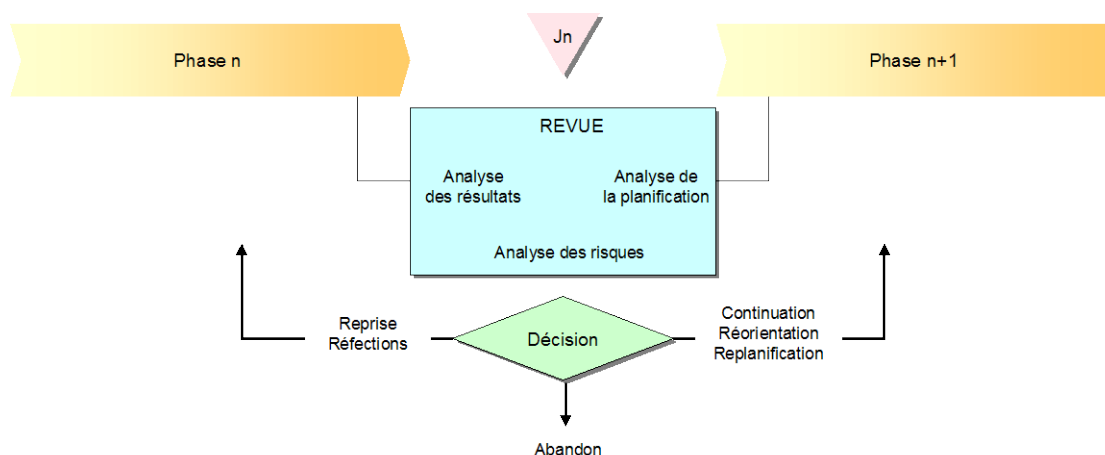 Jn
Phase n
Phase n+1
REVUE
Analyse
des résultats
Analyse de
la planification
Analyse des risques
Reprise
Réfections
Décision
Continuation
Réorientation
Replanification
Abandon